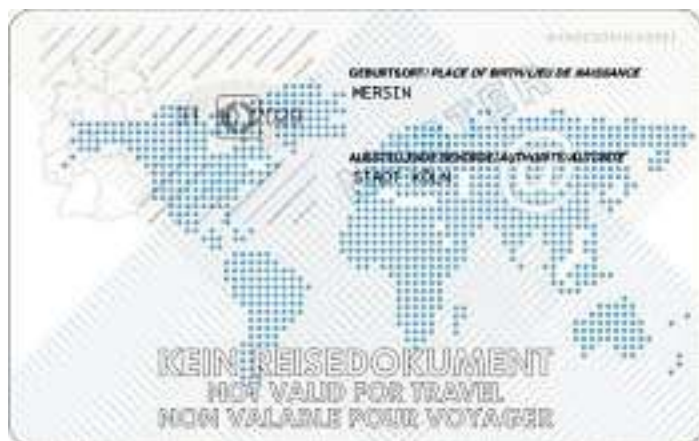 GEBURTSORT/PLACE OF BIRTH/LIEU DE NAISSANCE
MERSIN
AUSSTELLENDE BEHÖRDE/AUTHORITY/AUTORITÉ
STADT KÖLN
@
KEIN REISEDOKUMENT
NOT VALID FOR TRAVEL
NON VALABLE POUR VOYAGER